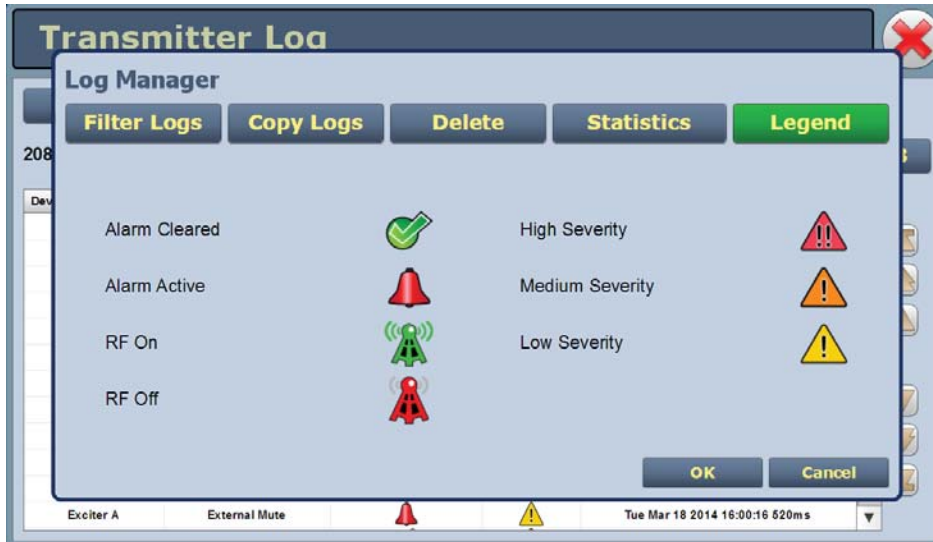 Transmitter Log
Log Manager
Filter Logs Copy Logs Delete Statistics Legend
208
Dev
Alarm Cleared High Severity
Alarm Active Medium Severity
RF On Low Severity
RF Off
OK Cancel
Exciter A External Mute Tue Mar 18 2014 16:00:16 520ms